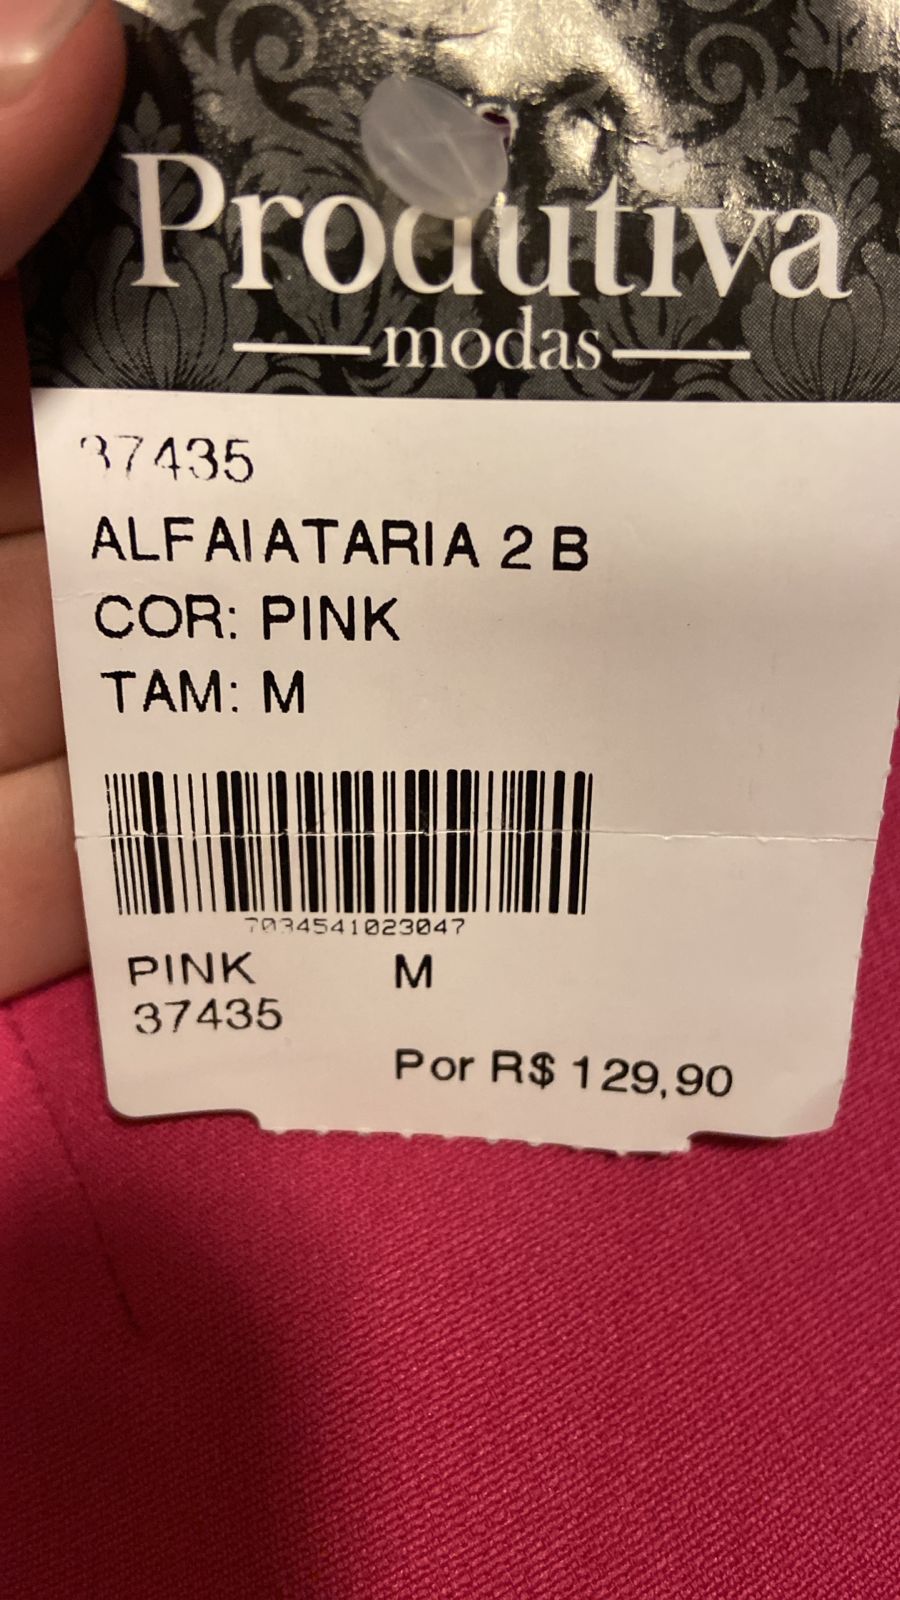 Produtiva
modas
37435
ALFAIATARIA 2 B
COR: PINK
TAM: M
7034541023047
PINK M
37435
Por R$ 129,90